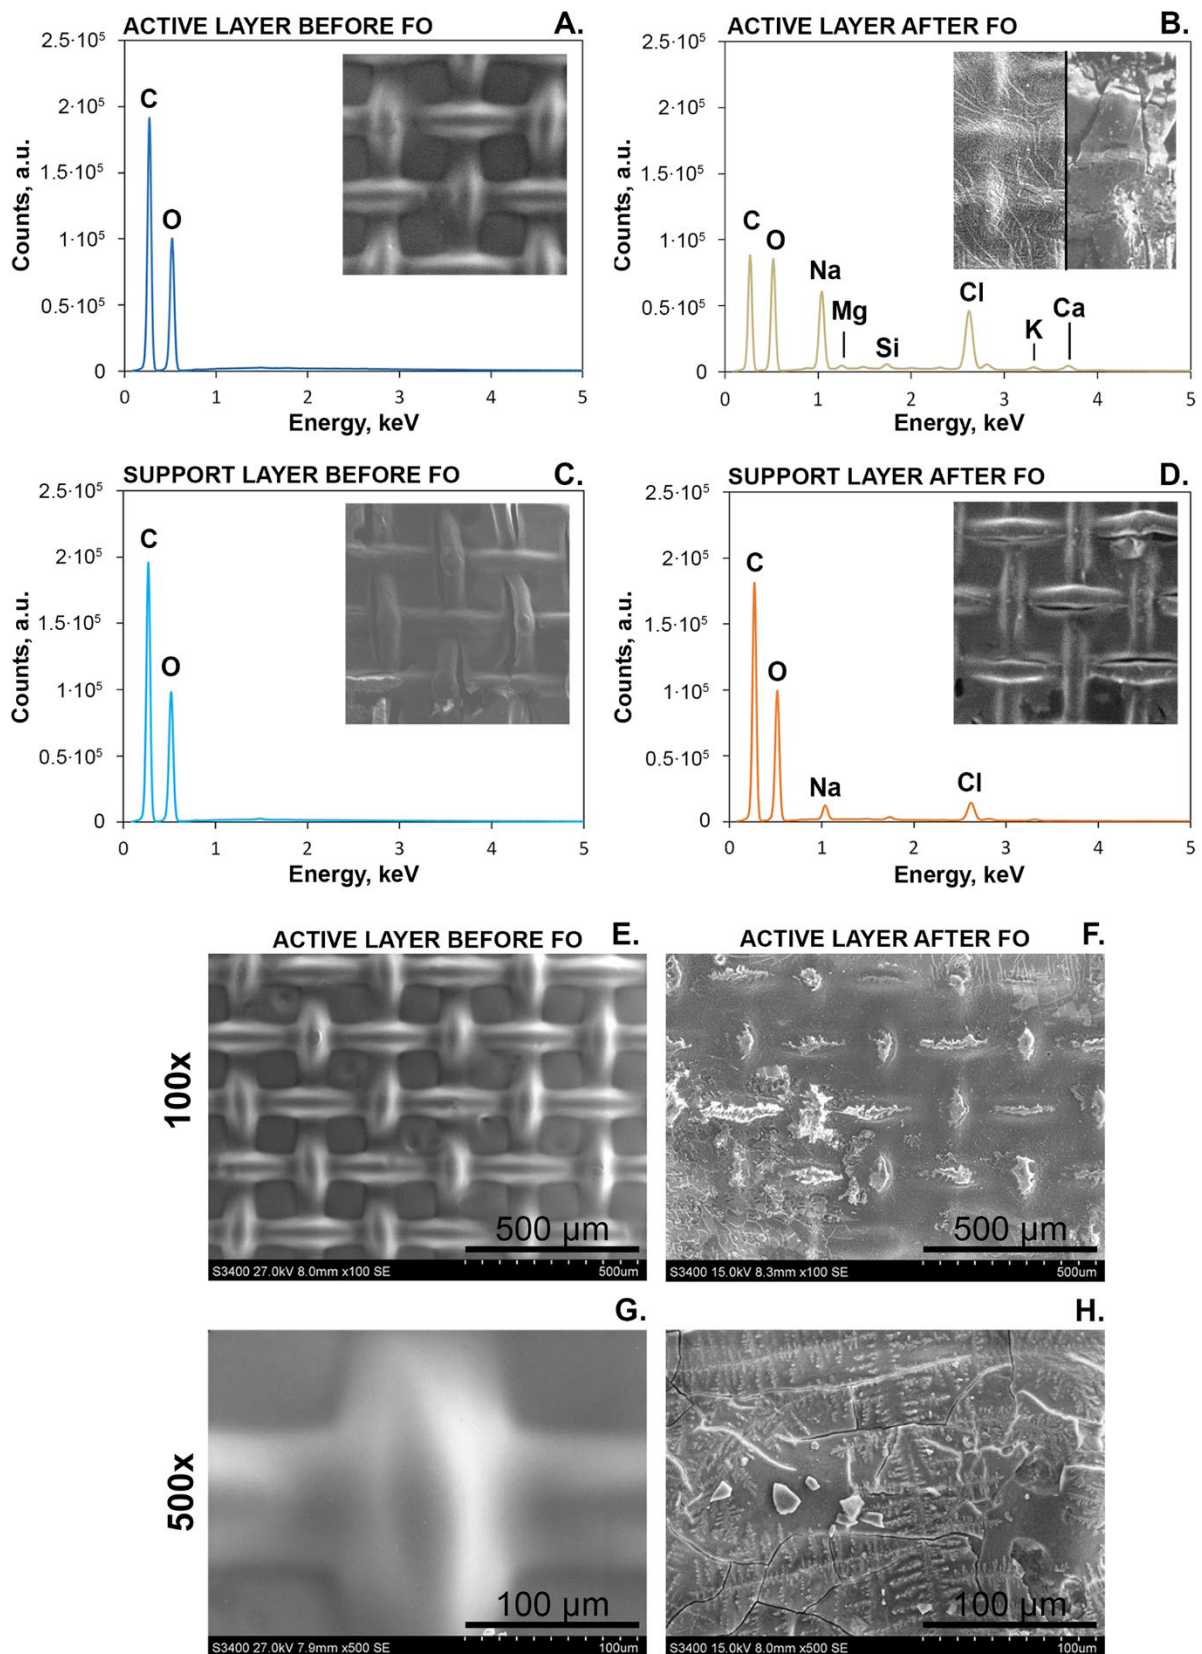 ACTIVE LAYER BEFORE FO A.
2.5·10⁵
2·10⁵
1.5·10⁵
1·10⁵
0.5·10⁵
0
Counts, a.u.
C
O
0 1 2 3 4 5
Energy, keV
ACTIVE LAYER AFTER FO B.
2.5·10⁵
2·10⁵
1.5·10⁵
1·10⁵
0.5·10⁵
0
Counts, a.u.
C
O
Na
Mg
Si
Cl
K
Ca
0 1 2 3 4 5
Energy, keV
SUPPORT LAYER BEFORE FO C.
2.5·10⁵
2·10⁵
1.5·10⁵
1·10⁵
0.5·10⁵
0
Counts, a.u.
C
O
0 1 2 3 4 5
Energy, keV
SUPPORT LAYER AFTER FO D.
2.5·10⁵
2·10⁵
1.5·10⁵
1·10⁵
0.5·10⁵
0
Counts, a.u.
C
O
Na
Cl
0 1 2 3 4 5
Energy, keV
ACTIVE LAYER BEFORE FO E.
100x
500 µm
S3400 27.0kV 8.0mm x100 SE 500um
ACTIVE LAYER AFTER FO F.
500 µm
S3400 15.0kV 8.3mm x100 SE 500um
G.
500x
100 µm
S3400 27.0kV 7.9mm x500 SE 100um
H.
100 µm
S3400 15.0kV 8.0mm x500 SE 100um